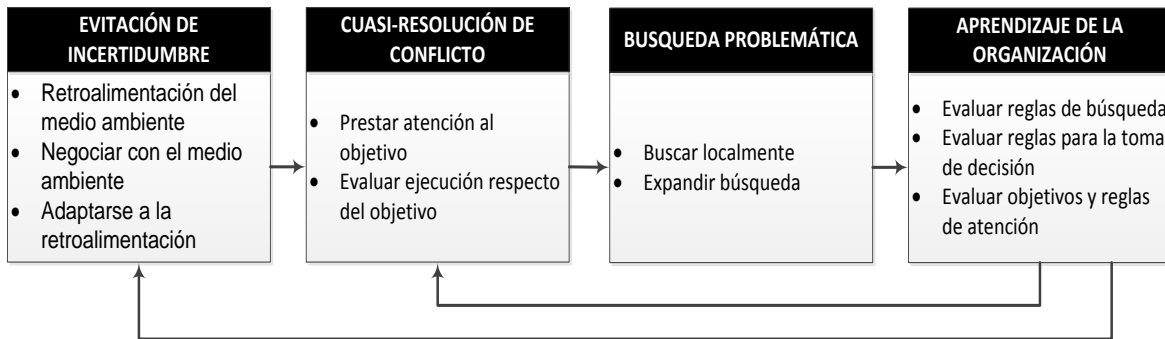 EVITACIÓN DE
INCERTIDUMBRE
• Retroalimentación del
medio ambiente
• Negociar con el medio
ambiente
• Adaptarse a la
retroalimentación
CUASI-RESOLUCIÓN DE
CONFLICTO
• Prestar atención al
objetivo
• Evaluar ejecución respecto
del objetivo
BUSQUEDA PROBLEMÁTICA
• Buscar localmente
• Expandir búsqueda
APRENDIZAJE DE LA
ORGANIZACIÓN
• Evaluar reglas de búsqueda
• Evaluar reglas para la toma
de decisión
• Evaluar objetivos y reglas
de atención